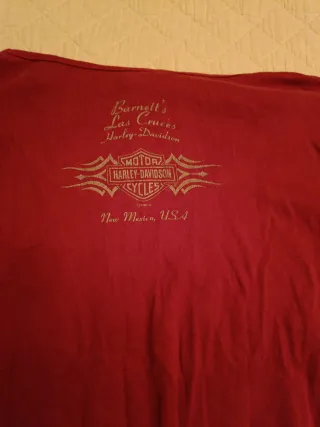 Barnett's
Las Cruces
Harley-Davidson
MOTOR
HARLEY-DAVIDSON
CYCLES
New Mexico, USA